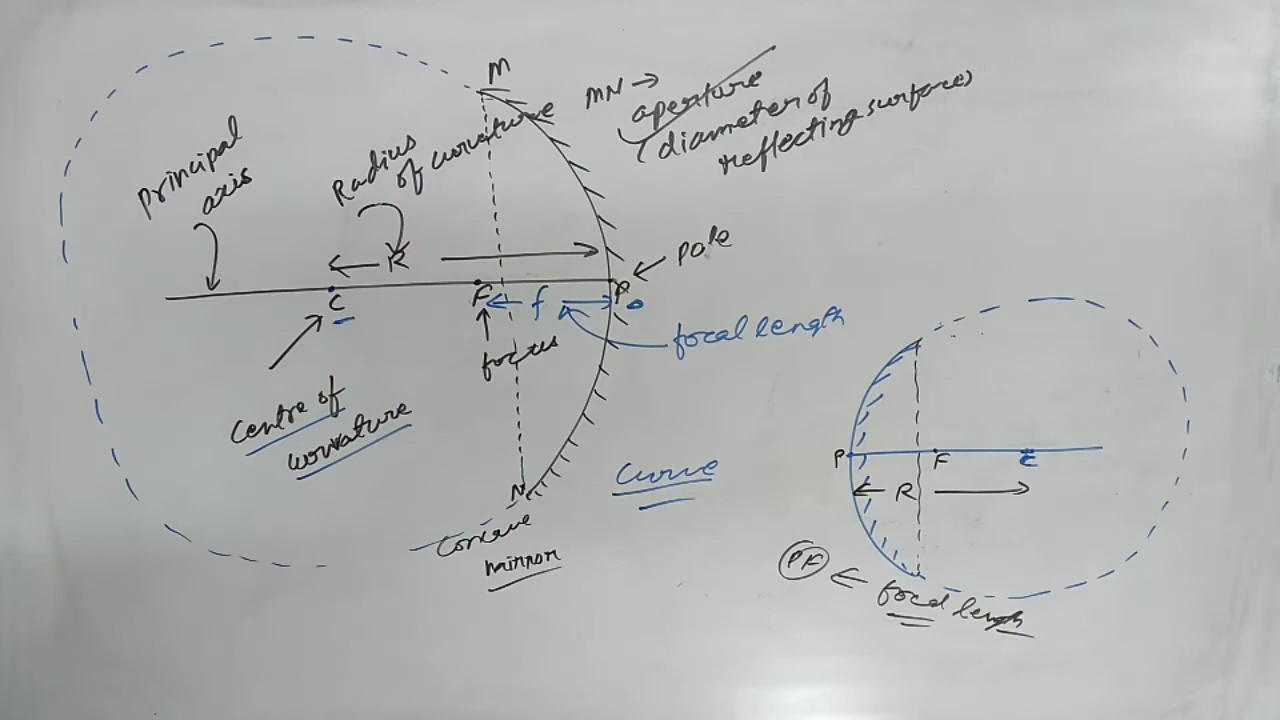 M
MN →
aperture
(diameter of
reflecting surface)
Principal
axis
Radius
of curvature
R
Pole
C
F
f
P
focus
focal length
Centre of
curvature
N
Concave
mirror
Curve
P
F
C
R
PF ← focal length